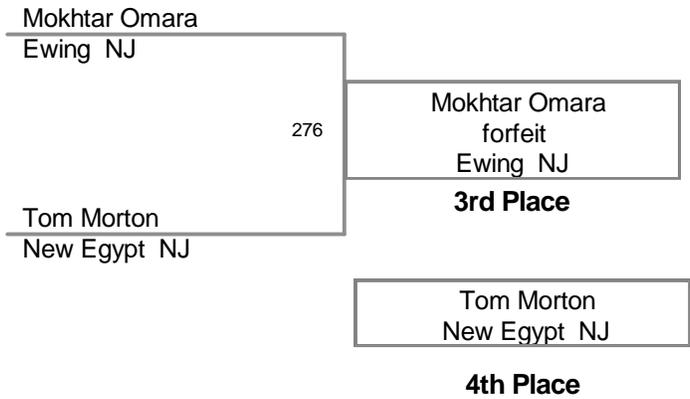 Mokhtar Omara
Ewing NJ
276
Mokhtar Omara
forfeit
Ewing NJ
3rd Place
Tom Morton
New Egypt NJ
Tom Morton
New Egypt NJ
4th Place